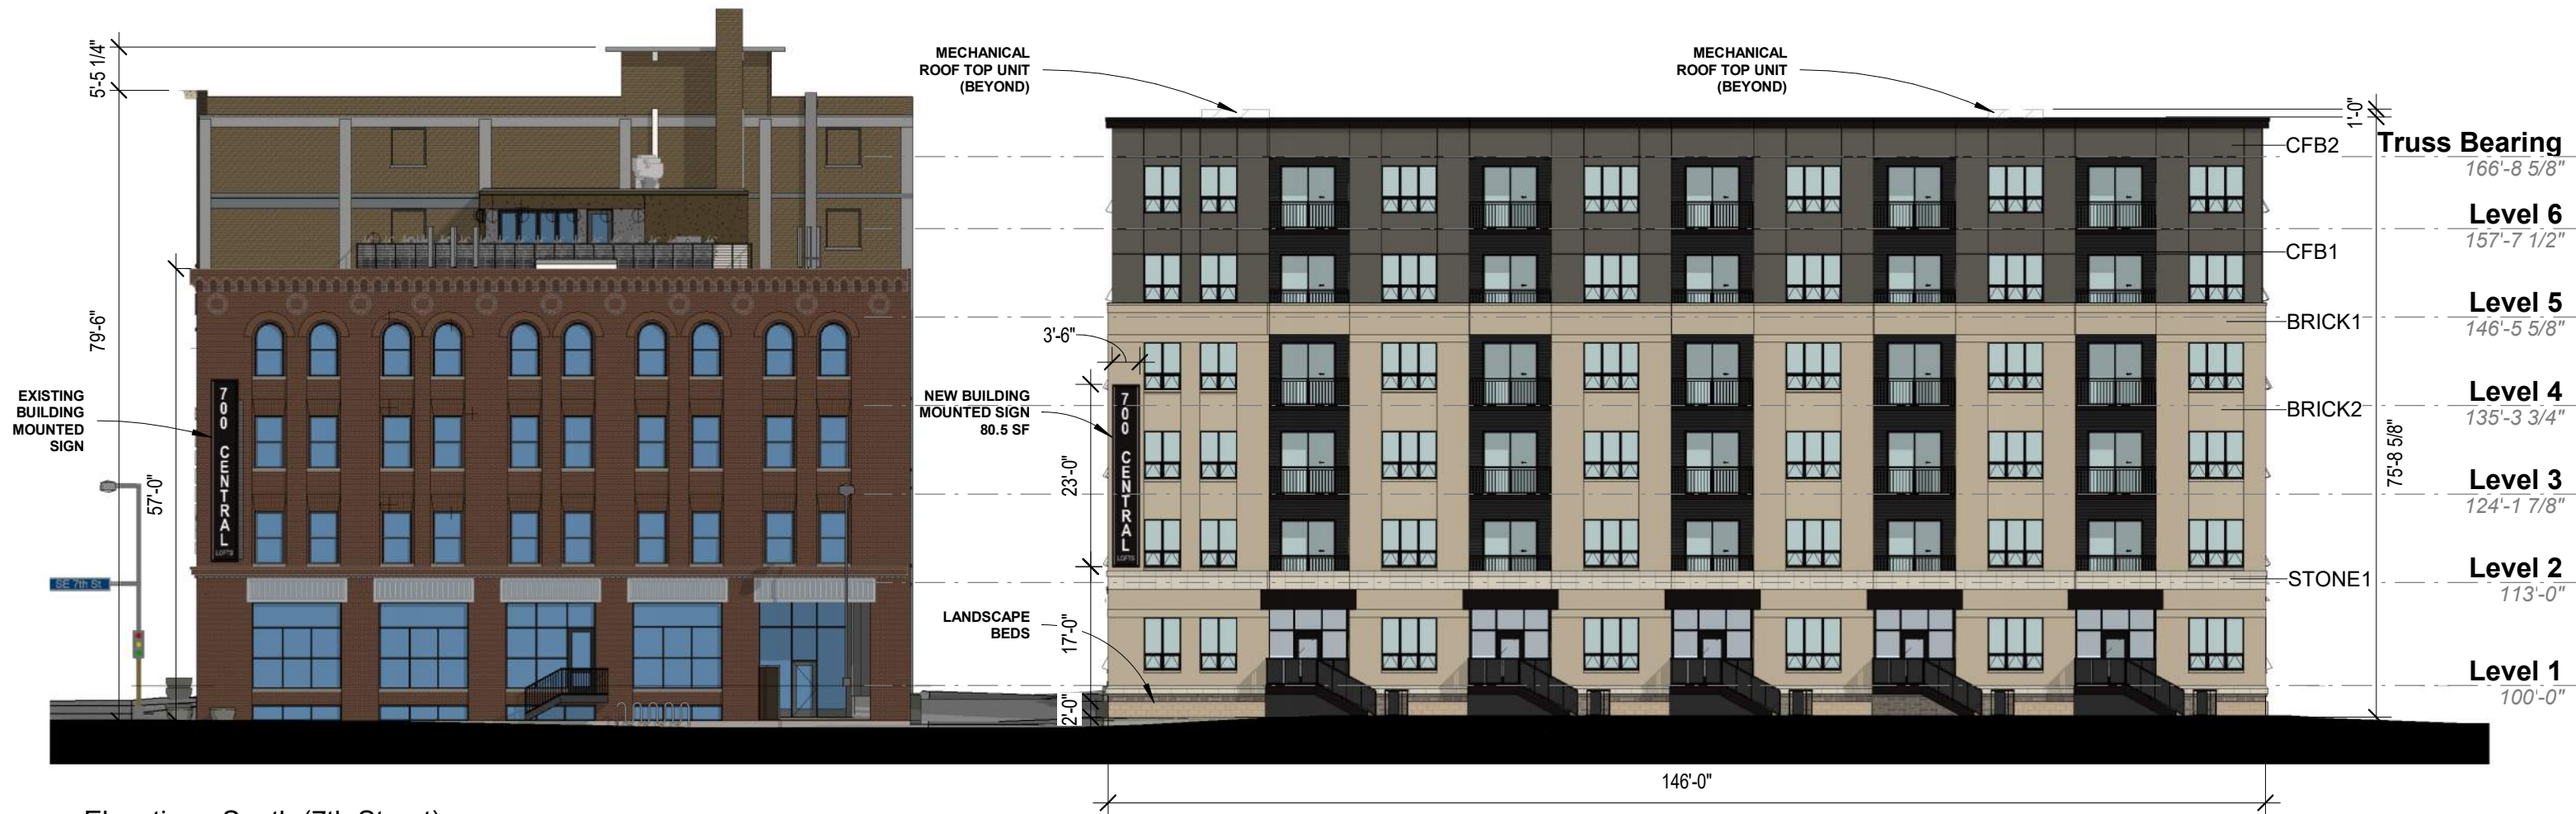 5'-5 1/4"
79'-6"
57'-0"
EXISTING
BUILDING
MOUNTED
SIGN
SE 7th St
700 CENTRAL
LOFTS
MECHANICAL
ROOF TOP UNIT
(BEYOND)
MECHANICAL
ROOF TOP UNIT
(BEYOND)
3'-6"
NEW BUILDING
MOUNTED SIGN
80.5 SF
23'-0"
LANDSCAPE
BEDS
17'-0"
2'-0"
700 CENTRAL
LOFTS
1'-0"
CFB2
CFB1
BRICK1
BRICK2
STONE1
75'-8 5/8"
Truss Bearing
166'-8 5/8"
Level 6
157'-7 1/2"
Level 5
146'-5 5/8"
Level 4
135'-3 3/4"
Level 3
124'-1 7/8"
Level 2
113'-0"
Level 1
100'-0"
146'-0"